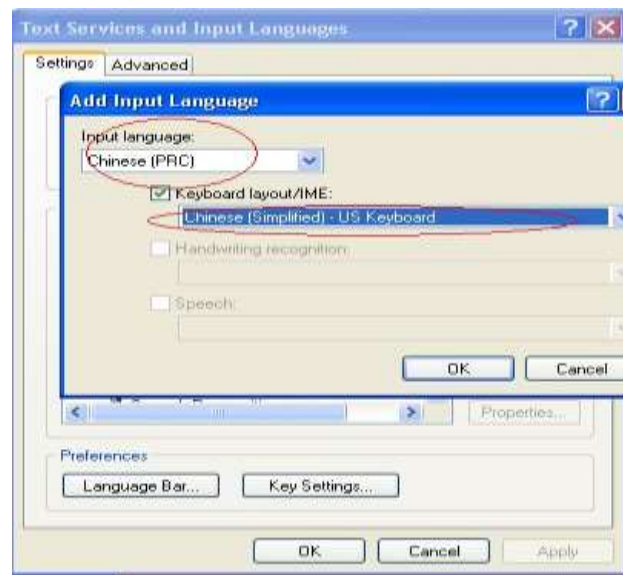 Text Services and Input Languages
Settings Advanced
Add Input Language
Input language:
Chinese (PRC)
Keyboard layout/IME:
Chinese (Simplified) - US Keyboard
Handwriting recognition:
Speech:
OK Cancel
Properties...
Preferences
Language Bar... Key Settings...
OK Cancel Apply